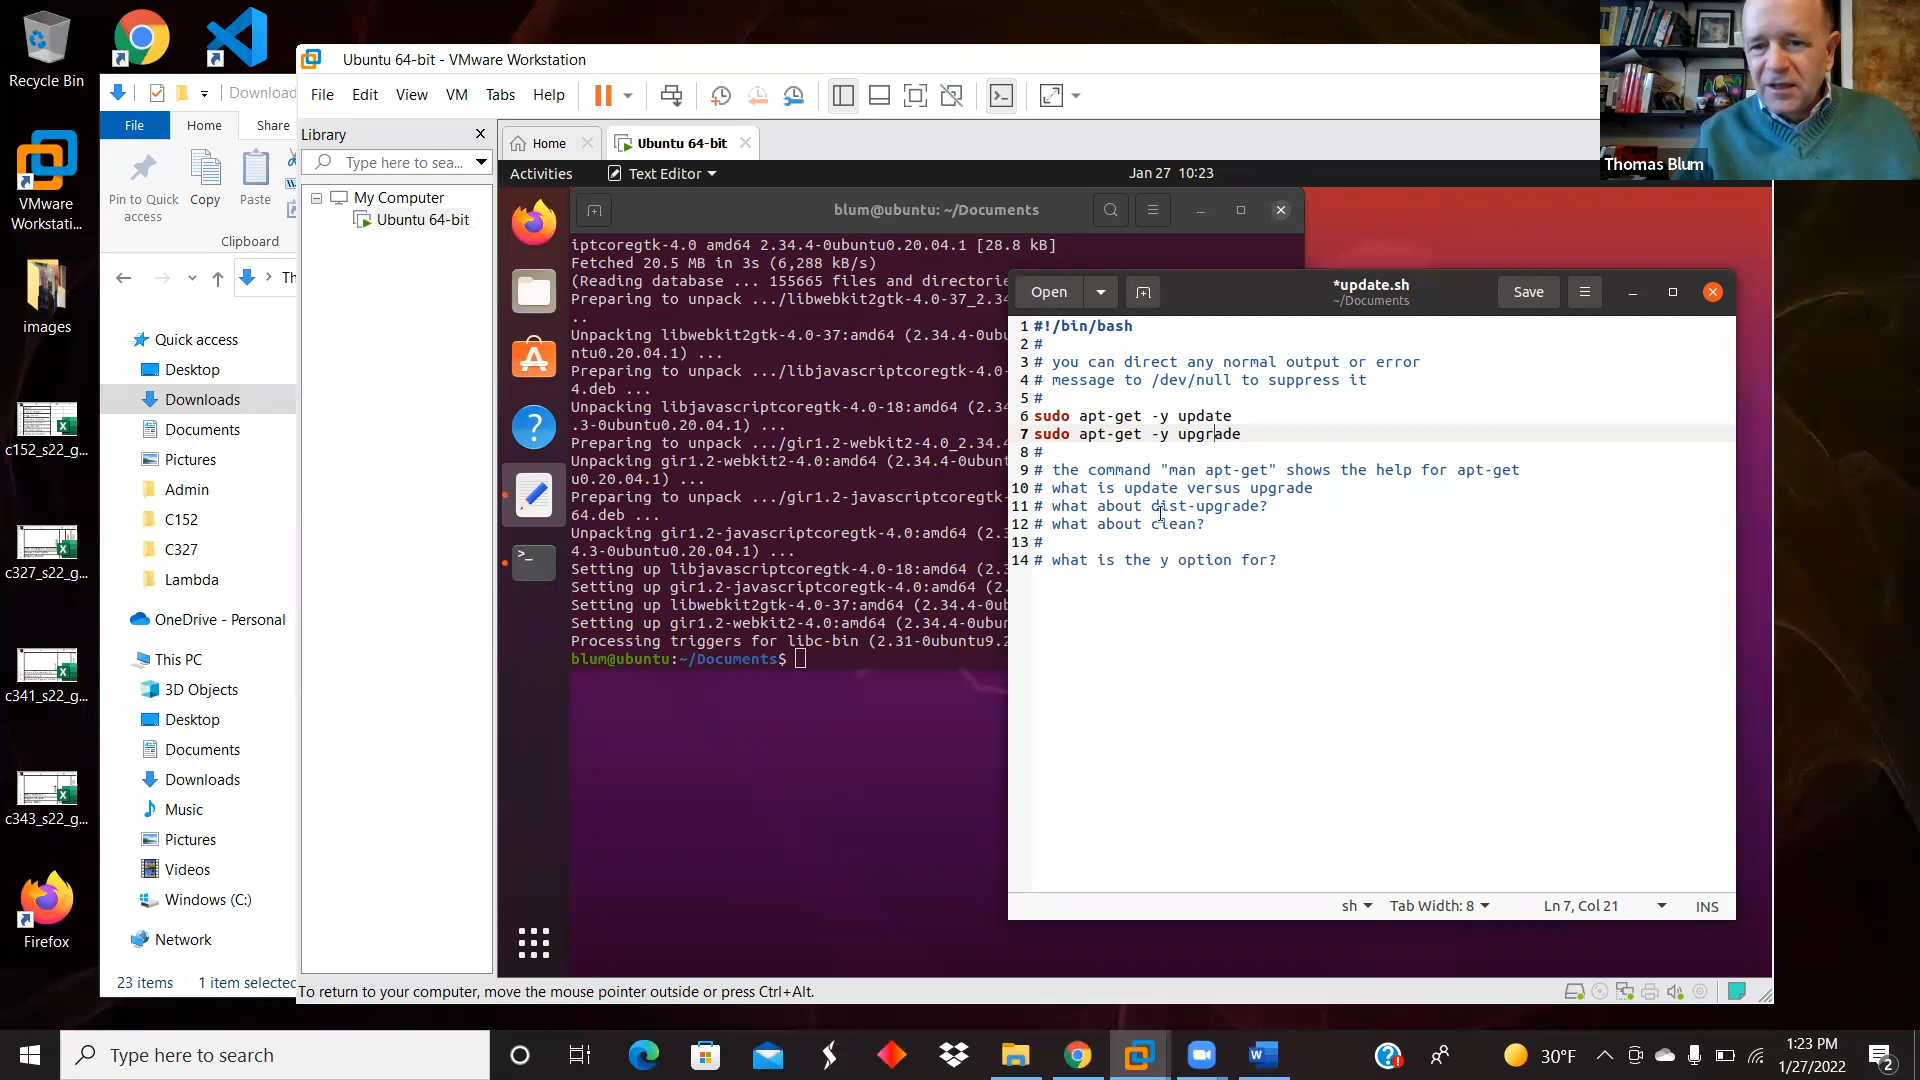 Recycle Bin
VMware
Workstati...
images
c152_s22_g...
c327_s22_g...
c341_s22_g...
c343_s22_g...
Firefox
Download
File
Home
Share
Pin to Quick
access
Copy
Paste
Clipboard
Th
Quick access
Desktop
Downloads
Documents
Pictures
Admin
C152
C327
Lambda
OneDrive - Personal
This PC
3D Objects
Desktop
Documents
Downloads
Music
Pictures
Videos
Windows (C:)
Network
23 items
1 item selected
Ubuntu 64-bit - VMware Workstation
File Edit View VM Tabs Help
Library
Type here to sea...
My Computer
Ubuntu 64-bit
Home
Ubuntu 64-bit
Activities
Text Editor
Jan 27 10:23
blum@ubuntu: ~/Documents
iptcoregtk-4.0 amd64 2.34.4-0ubuntu0.20.04.1 [28.8 kB]
Fetched 20.5 MB in 3s (6,288 kB/s)
(Reading database ... 155665 files and directorie
Preparing to unpack .../libwebkit2gtk-4.0-37_2.34
..
Unpacking libwebkit2gtk-4.0-37:amd64 (2.34.4-0ubu
ntu0.20.04.1) ...
Preparing to unpack .../libjavascriptcoregtk-4.0-
4.deb ...
Unpacking libjavascriptcoregtk-4.0-18:amd64 (2.34
.3-0ubuntu0.20.04.1) ...
Preparing to unpack .../gir1.2-webkit2-4.0_2.34.4
Unpacking gir1.2-webkit2-4.0:amd64 (2.34.4-0ubunt
u0.20.04.1) ...
Preparing to unpack .../gir1.2-javascriptcoregtk-
64.deb ...
Unpacking gir1.2-javascriptcoregtk-4.0:amd64 (2.3
4.3-0ubuntu0.20.04.1) ...
Setting up libjavascriptcoregtk-4.0-18:amd64 (2.3
Setting up gir1.2-javascriptcoregtk-4.0:amd64 (2.
Setting up libwebkit2gtk-4.0-37:amd64 (2.34.4-0ub
Setting up gir1.2-webkit2-4.0:amd64 (2.34.4-0ubun
Processing triggers for libc-bin (2.31-0ubuntu9.2
blum@ubuntu:~/Documents$
Open
*update.sh
~/Documents
Save
1 #!/bin/bash
2 #
3 # you can direct any normal output or error
4 # message to /dev/null to suppress it
5 #
6 sudo apt-get -y update
7 sudo apt-get -y upgrade
8 #
9 # the command "man apt-get" shows the help for apt-get
10 # what is update versus upgrade
11 # what about dist-upgrade?
12 # what about clean?
13 #
14 # what is the y option for?
sh
Tab Width: 8
Ln 7, Col 21
INS
To return to your computer, move the mouse pointer outside or press Ctrl+Alt.
Thomas Blum
Type here to search
30°F
1:23 PM
1/27/2022
2